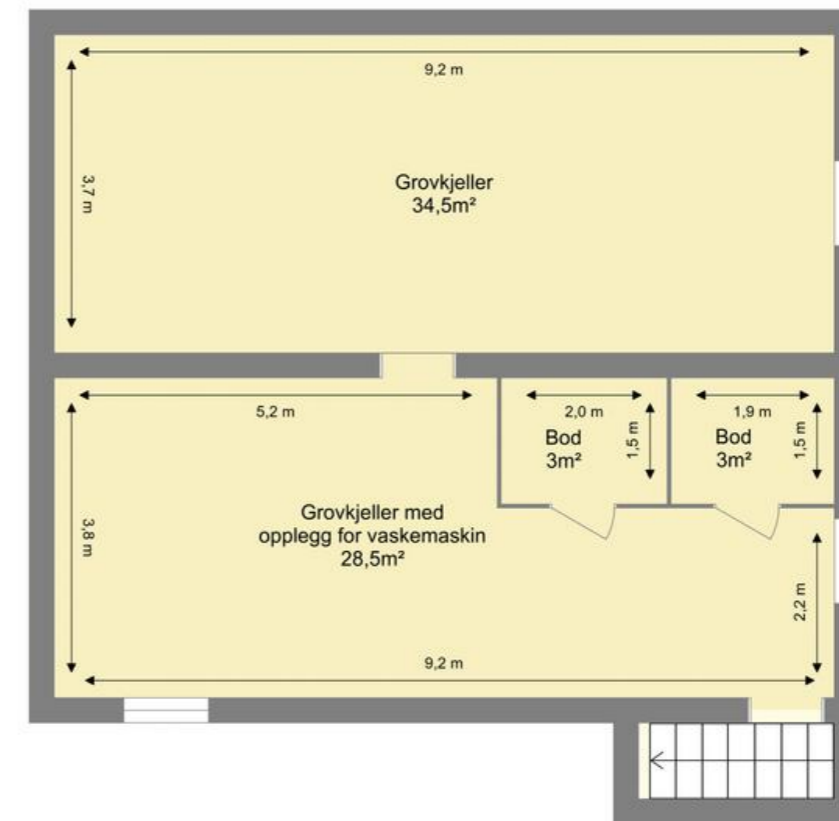 9,2 m
3,7 m
Grovkjeller
34,5m²
5,2 m
2,0 m
1,9 m
Bod
3m²
1,5 m
Bod
3m²
1,5 m
3,8 m
Grovkjeller med
opplegg for vaskemaskin
28,5m²
2,2 m
9,2 m